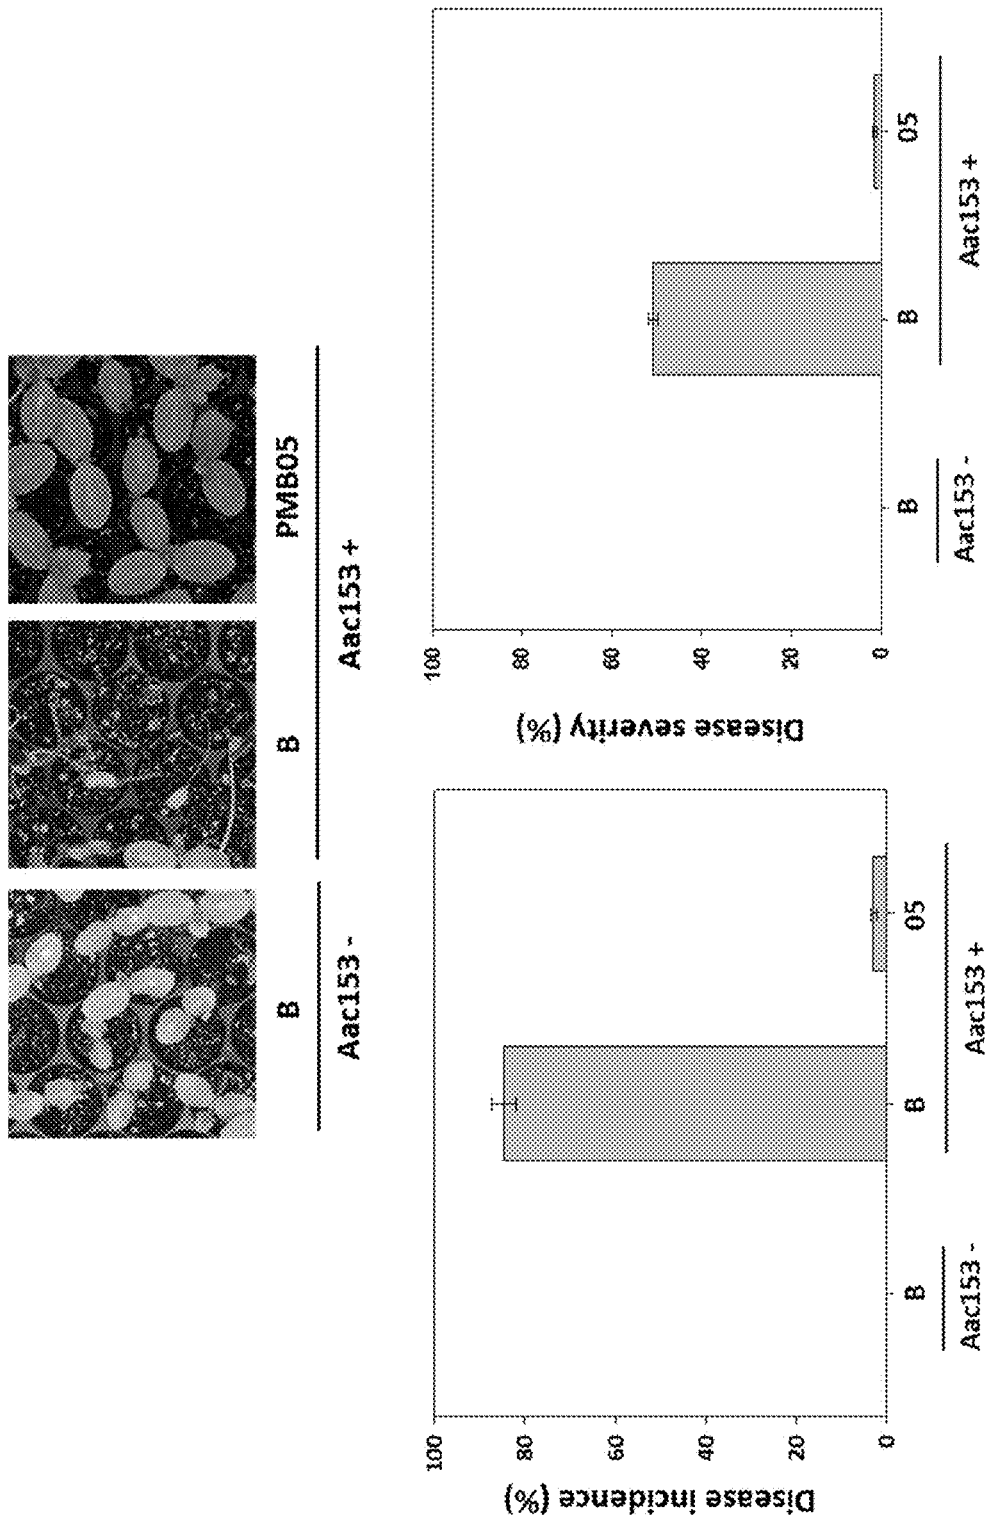 B
B
PMB05
Aac153 -
Aac153 +
Disease incidence (%)
100
80
60
40
20
0
B
B
05
Aac153 -
Aac153 +
Disease severity (%)
100
80
60
40
20
0
B
B
05
Aac153 -
Aac153 +